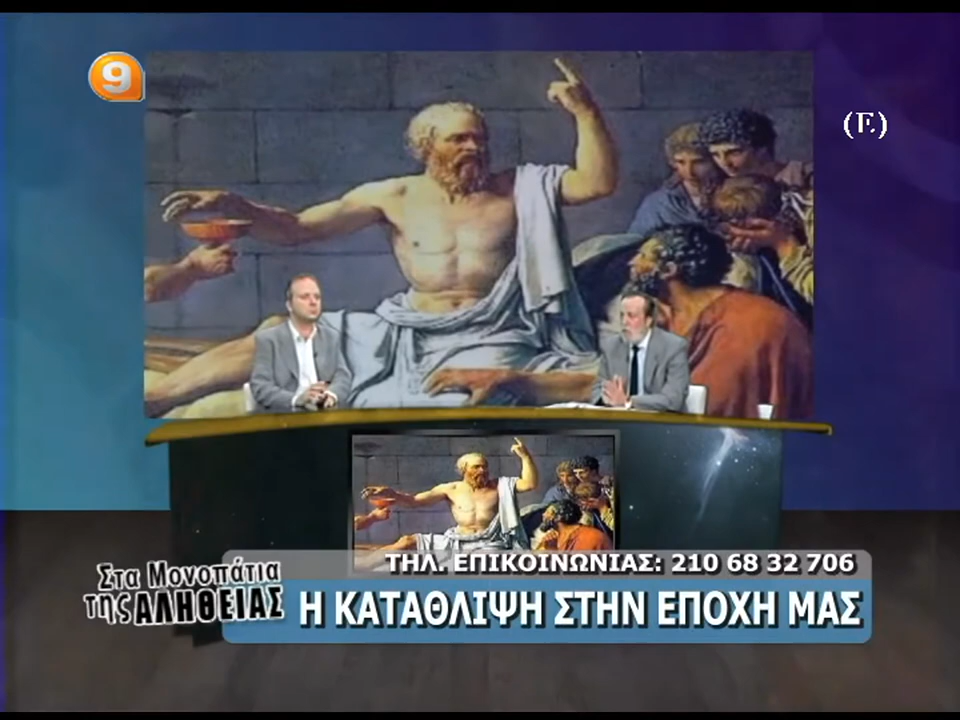 9
(Ε)
ΤΗΛ. ΕΠΙΚΟΙΝΩΝΙΑΣ: 210 68 32 706
Στα Μονοπάτια
της ΑΛΗΘΕΙΑΣ
Η ΚΑΤΑΘΛΙΨΗ ΣΤΗΝ ΕΠΟΧΗ ΜΑΣ